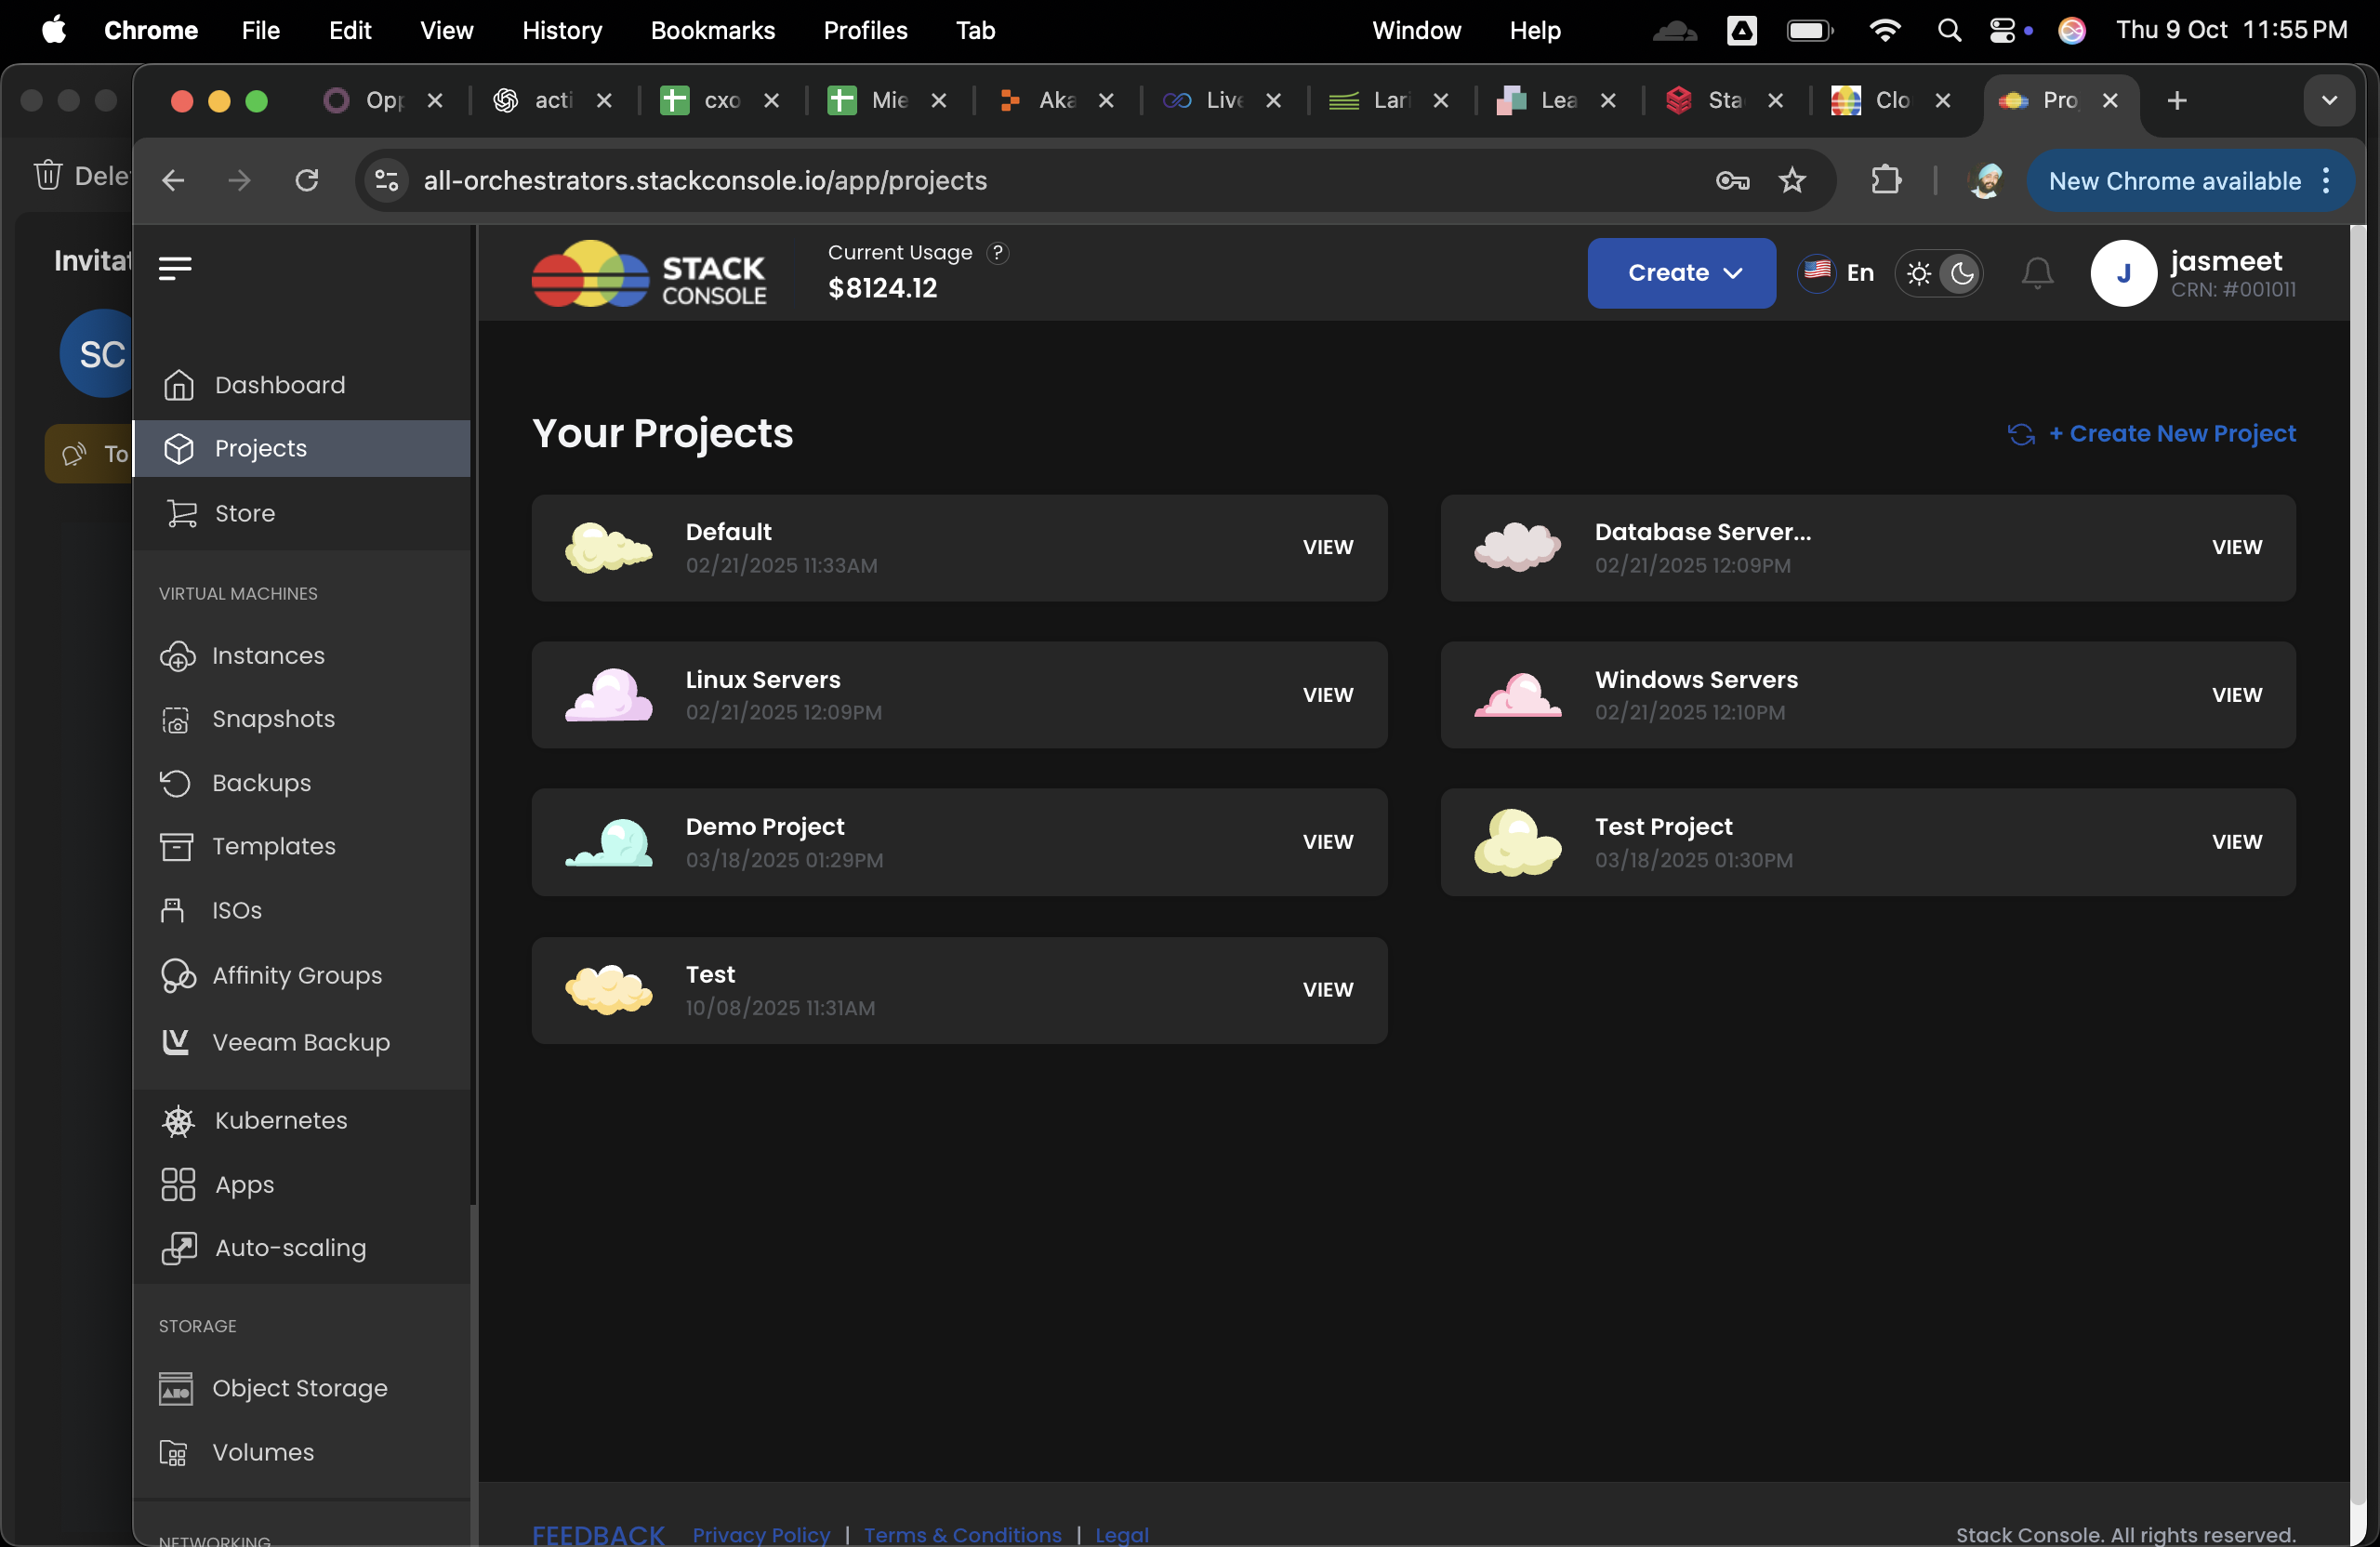 Chrome File Edit View History Bookmarks Profiles Tab Window Help Thu 9 Oct 11:55 PM
Opp acti cxo Mie Aka Live Lari Lea Sta Clo Pro
Dele
all-orchestrators.stackconsole.io/app/projects
New Chrome available
Invitat
SC
To
STACK
CONSOLE
Current Usage ?
$8124.12
Create
En
J
jasmeet
CRN: #001011
Dashboard
Projects
Store
VIRTUAL MACHINES
Instances
Snapshots
Backups
Templates
ISOs
Affinity Groups
Veeam Backup
Kubernetes
Apps
Auto-scaling
STORAGE
Object Storage
Volumes
NETWORKING
Your Projects
+ Create New Project
Default
02/21/2025 11:33AM
VIEW
Database Server...
02/21/2025 12:09PM
VIEW
Linux Servers
02/21/2025 12:09PM
VIEW
Windows Servers
02/21/2025 12:10PM
VIEW
Demo Project
03/18/2025 01:29PM
VIEW
Test Project
03/18/2025 01:30PM
VIEW
Test
10/08/2025 11:31AM
VIEW
FEEDBACK Privacy Policy | Terms & Conditions | Legal
Stack Console. All rights reserved.